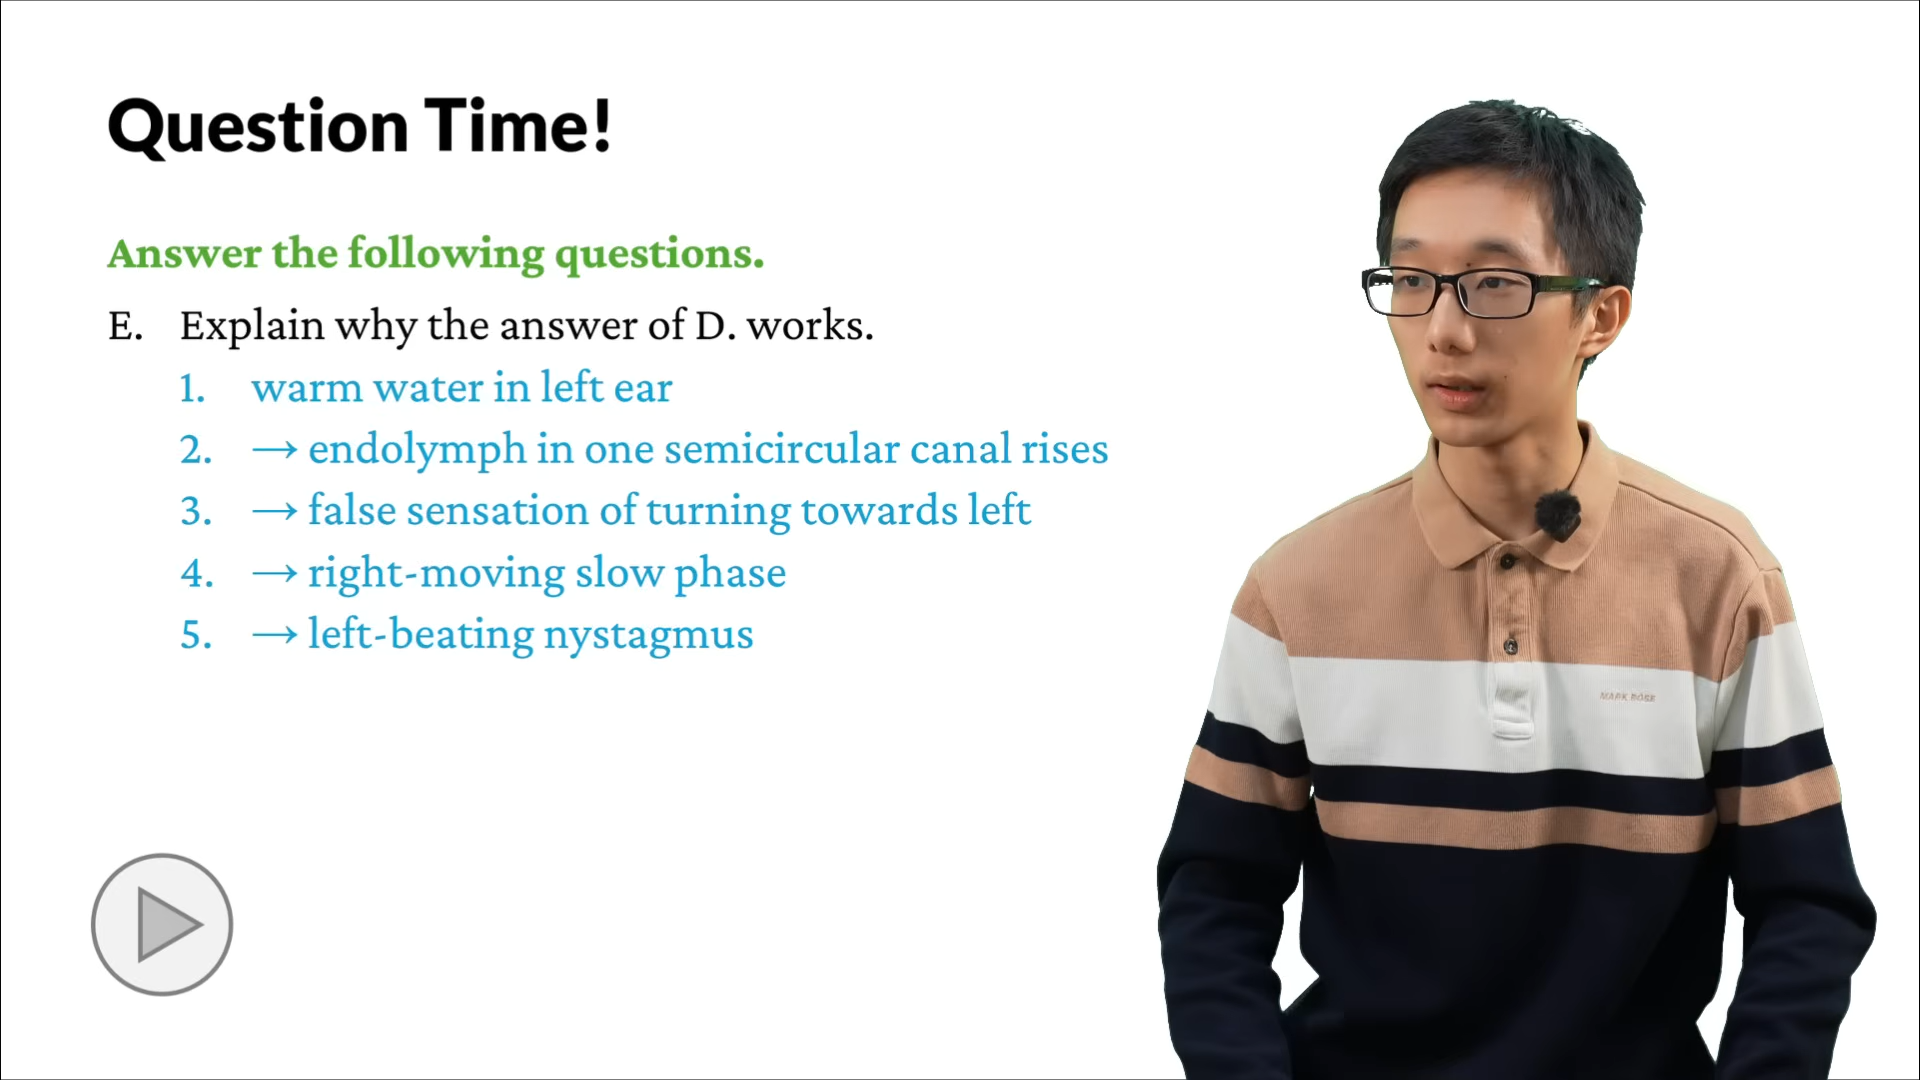 Question Time!
Answer the following questions.
E. Explain why the answer of D. works.
1. warm water in left ear
2. → endolymph in one semicircular canal rises
3. → false sensation of turning towards left
4. → right-moving slow phase
5. → left-beating nystagmus
MARK ROSE